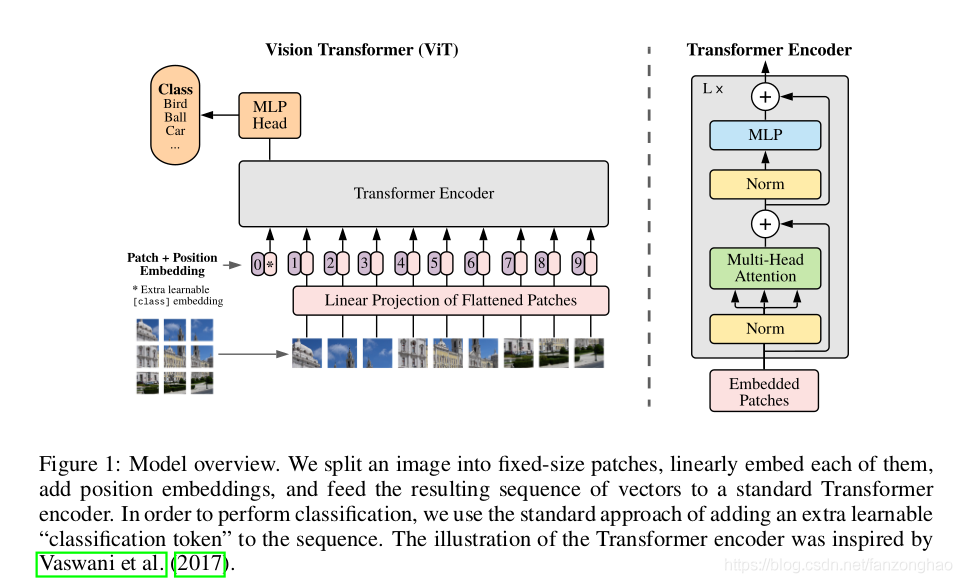 Vision Transformer (ViT)
Class
Bird
Ball
Car
...
MLP
Head
Transformer Encoder
Patch + Position
Embedding
* Extra learnable
[class] embedding
0 * 1 2 3 4 5 6 7 8 9
Linear Projection of Flattened Patches
Transformer Encoder
L x
+
MLP
Norm
+
Multi-Head
Attention
Norm
Embedded
Patches
Figure 1: Model overview. We split an image into fixed-size patches, linearly embed each of them,
add position embeddings, and feed the resulting sequence of vectors to a standard Transformer
encoder. In order to perform classification, we use the standard approach of adding an extra learnable
“classification token” to the sequence. The illustration of the Transformer encoder was inspired by
Vaswani et al. (2017).
https://blog.csdn.net/fanzonghao